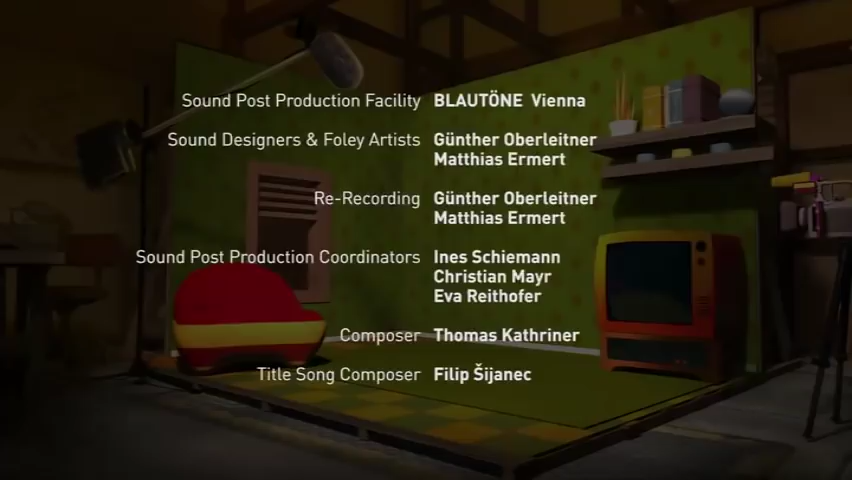 Sound Post Production Facility BLAUTÖNE Vienna
Sound Designers & Foley Artists Günther Oberleitner
Matthias Ermert
Re-Recording Günther Oberleitner
Matthias Ermert
Sound Post Production Coordinators Ines Schiemann
Christian Mayr
Eva Reithofer
Composer Thomas Kathriner
Title Song Composer Filip Šijanec